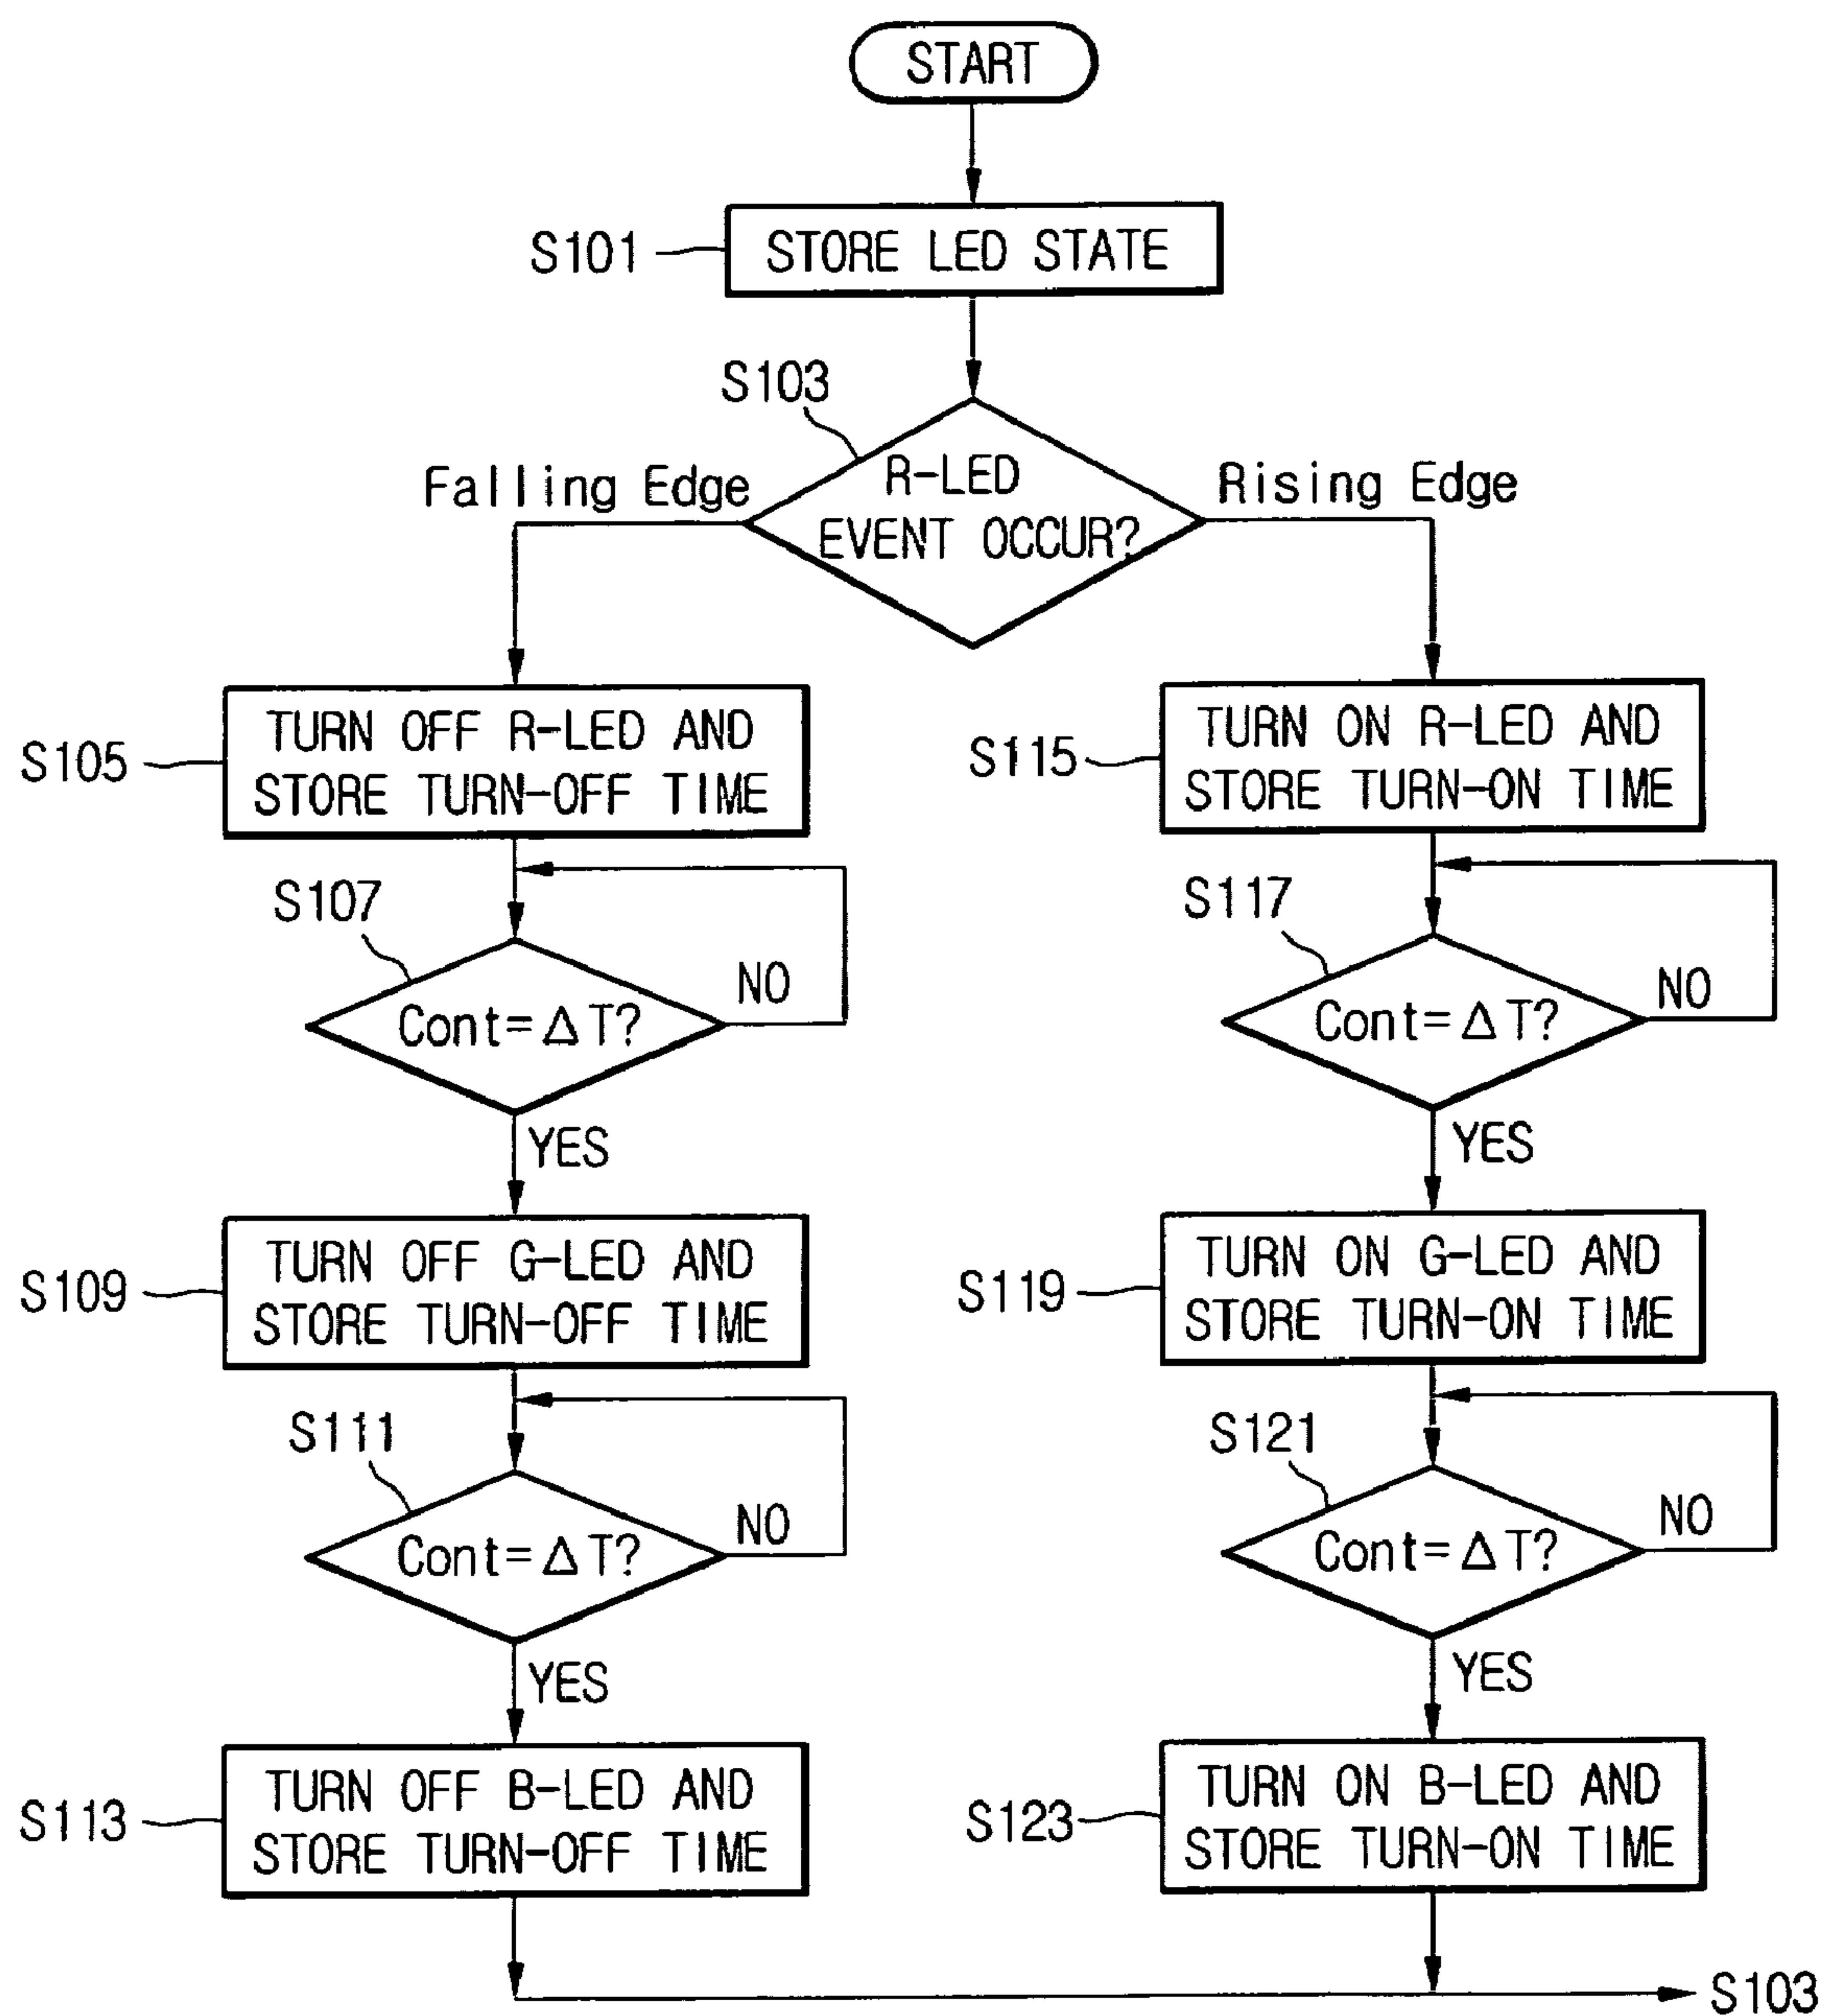 START
S101
STORE LED STATE
S103
Falling Edge
R-LED
EVENT OCCUR?
Rising Edge
S105
TURN OFF R-LED AND
STORE TURN-OFF TIME
S115
TURN ON R-LED AND
STORE TURN-ON TIME
S107
Cont=ΔT?
NO
YES
S117
Cont=ΔT?
NO
YES
S109
TURN OFF G-LED AND
STORE TURN-OFF TIME
S119
TURN ON G-LED AND
STORE TURN-ON TIME
S111
Cont=ΔT?
NO
YES
S121
Cont=ΔT?
NO
YES
S113
TURN OFF B-LED AND
STORE TURN-OFF TIME
S123
TURN ON B-LED AND
STORE TURN-ON TIME
S103